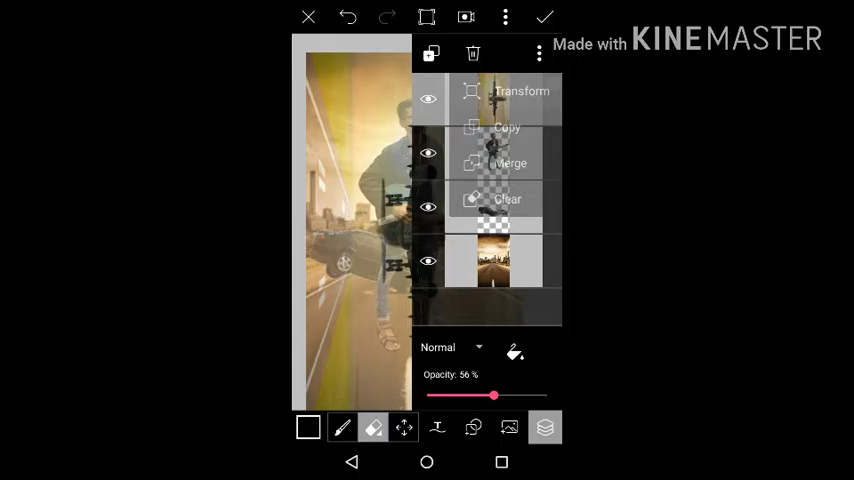 Made with KINEMASTER
Transform
Copy
Merge
Clear
Normal
Opacity: 56 %